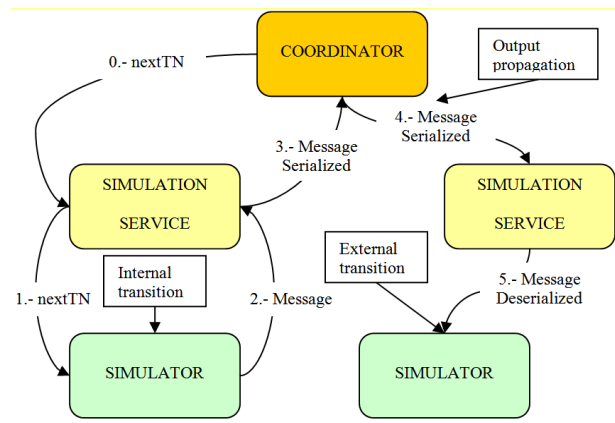 COORDINATOR
Output
propagation
0.- nextTN
3.- Message
Serialized
4.- Message
Serialized
SIMULATION
SERVICE
SIMULATION
SERVICE
Internal
transition
External
transition
1.- nextTN
2.- Message
5.- Message
Deserialized
SIMULATOR
SIMULATOR